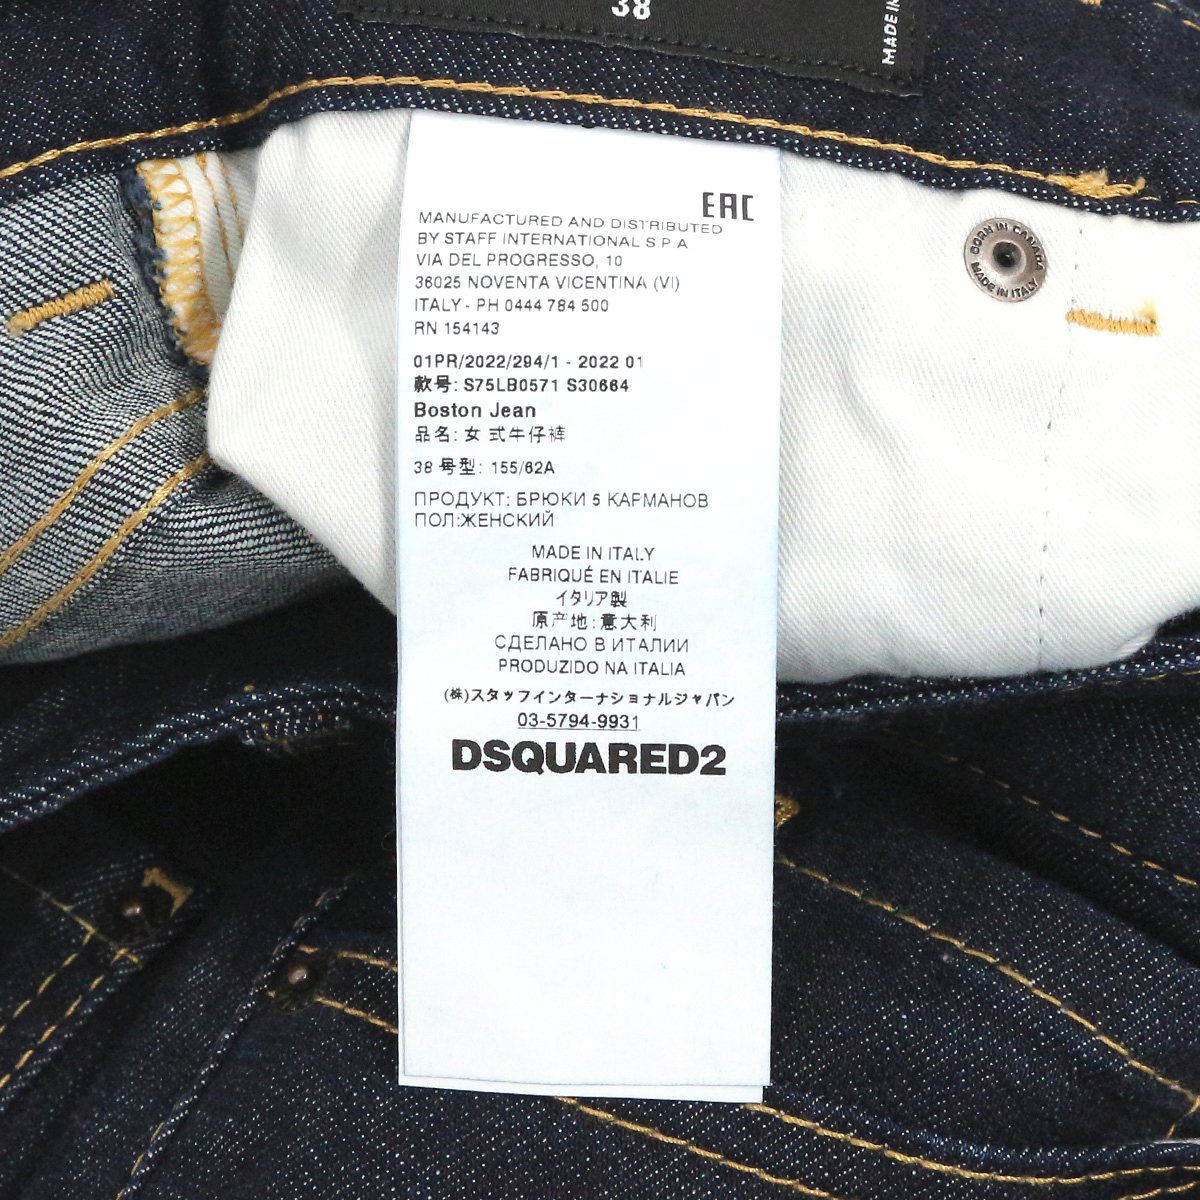 38
MADE IN
EAC
MANUFACTURED AND DISTRIBUTED
BY STAFF INTERNATIONAL S.P.A
VIA DEL PROGRESSO, 10
36025 NOVENTA VICENTINA (VI)
ITALY - PH 0444 784 500
RN 154143
01PR/2022/294/1 - 2022 01
款号: S75LB0571 S30664
Boston Jean
品名: 女 式牛仔裤
38 号型: 155/62A
ПРОДУКТ: БРЮКИ 5 КАРМАНОВ
ПОЛ:ЖЕНСКИЙ
MADE IN ITALY
FABRIQUÉ EN ITALIE
イタリア製
原产地: 意大利
СДЕЛАНО В ИТАЛИИ
PRODUZIDO NA ITALIA
(株)スタッフインターナショナルジャパン
03-5794-9931
DSQUARED2
BORN IN CANADA
MADE IN ITALY